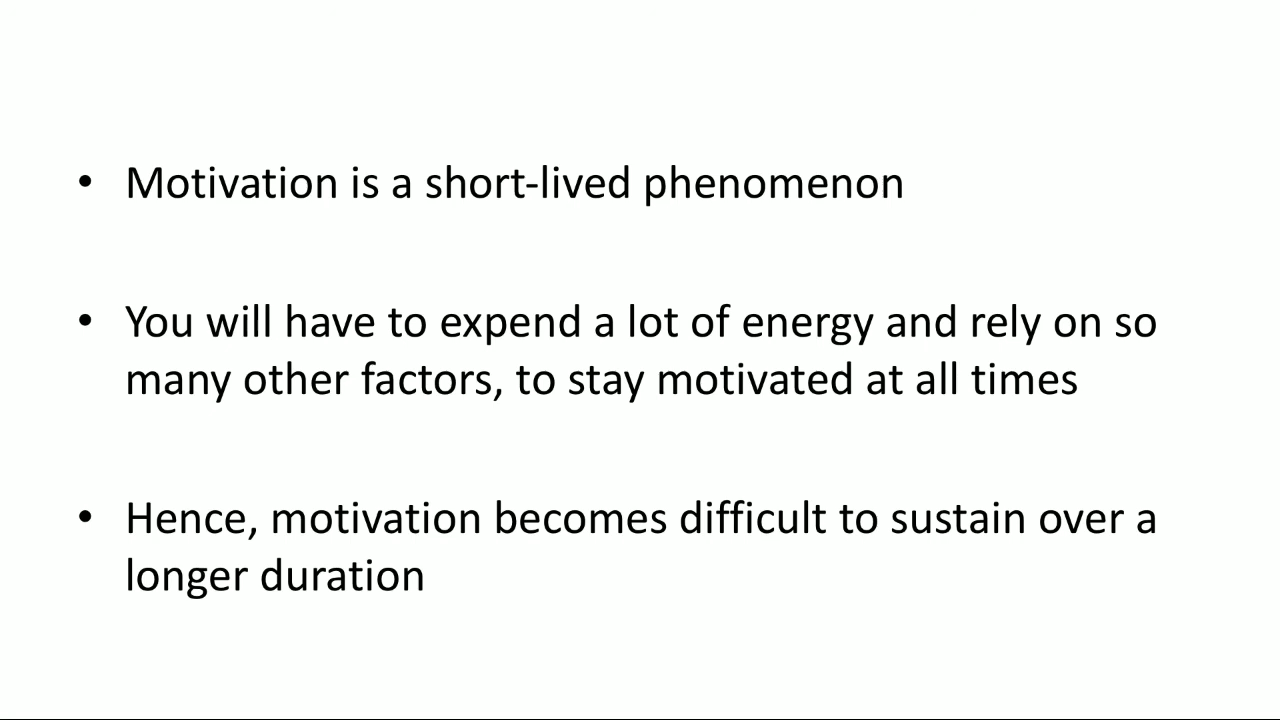 • Motivation is a short-lived phenomenon
• You will have to expend a lot of energy and rely on so
many other factors, to stay motivated at all times
• Hence, motivation becomes difficult to sustain over a
longer duration